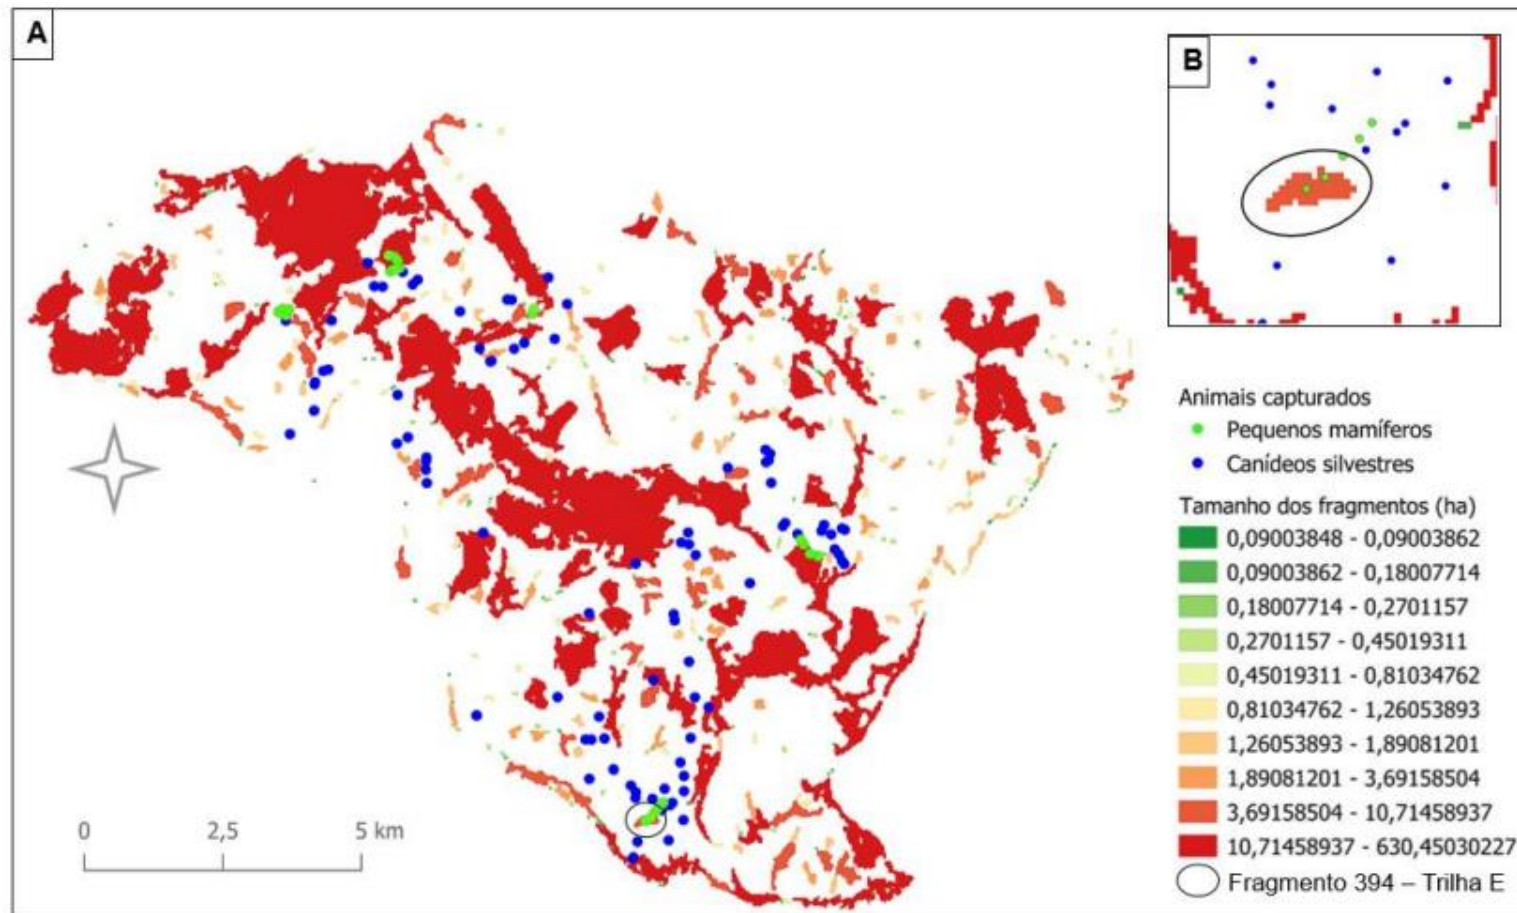 A
B
Animais capturados
Pequenos mamíferos
Canídeos silvestres
Tamanho dos fragmentos (ha)
0,09003848 - 0,09003862
0,09003862 - 0,18007714
0,18007714 - 0,2701157
0,2701157 - 0,45019311
0,45019311 - 0,81034762
0,81034762 - 1,26053893
1,26053893 - 1,89081201
1,89081201 - 3,69158504
3,69158504 - 10,71458937
10,71458937 - 630,45030227
Fragmento 394 – Trilha E
0 2,5 5 km